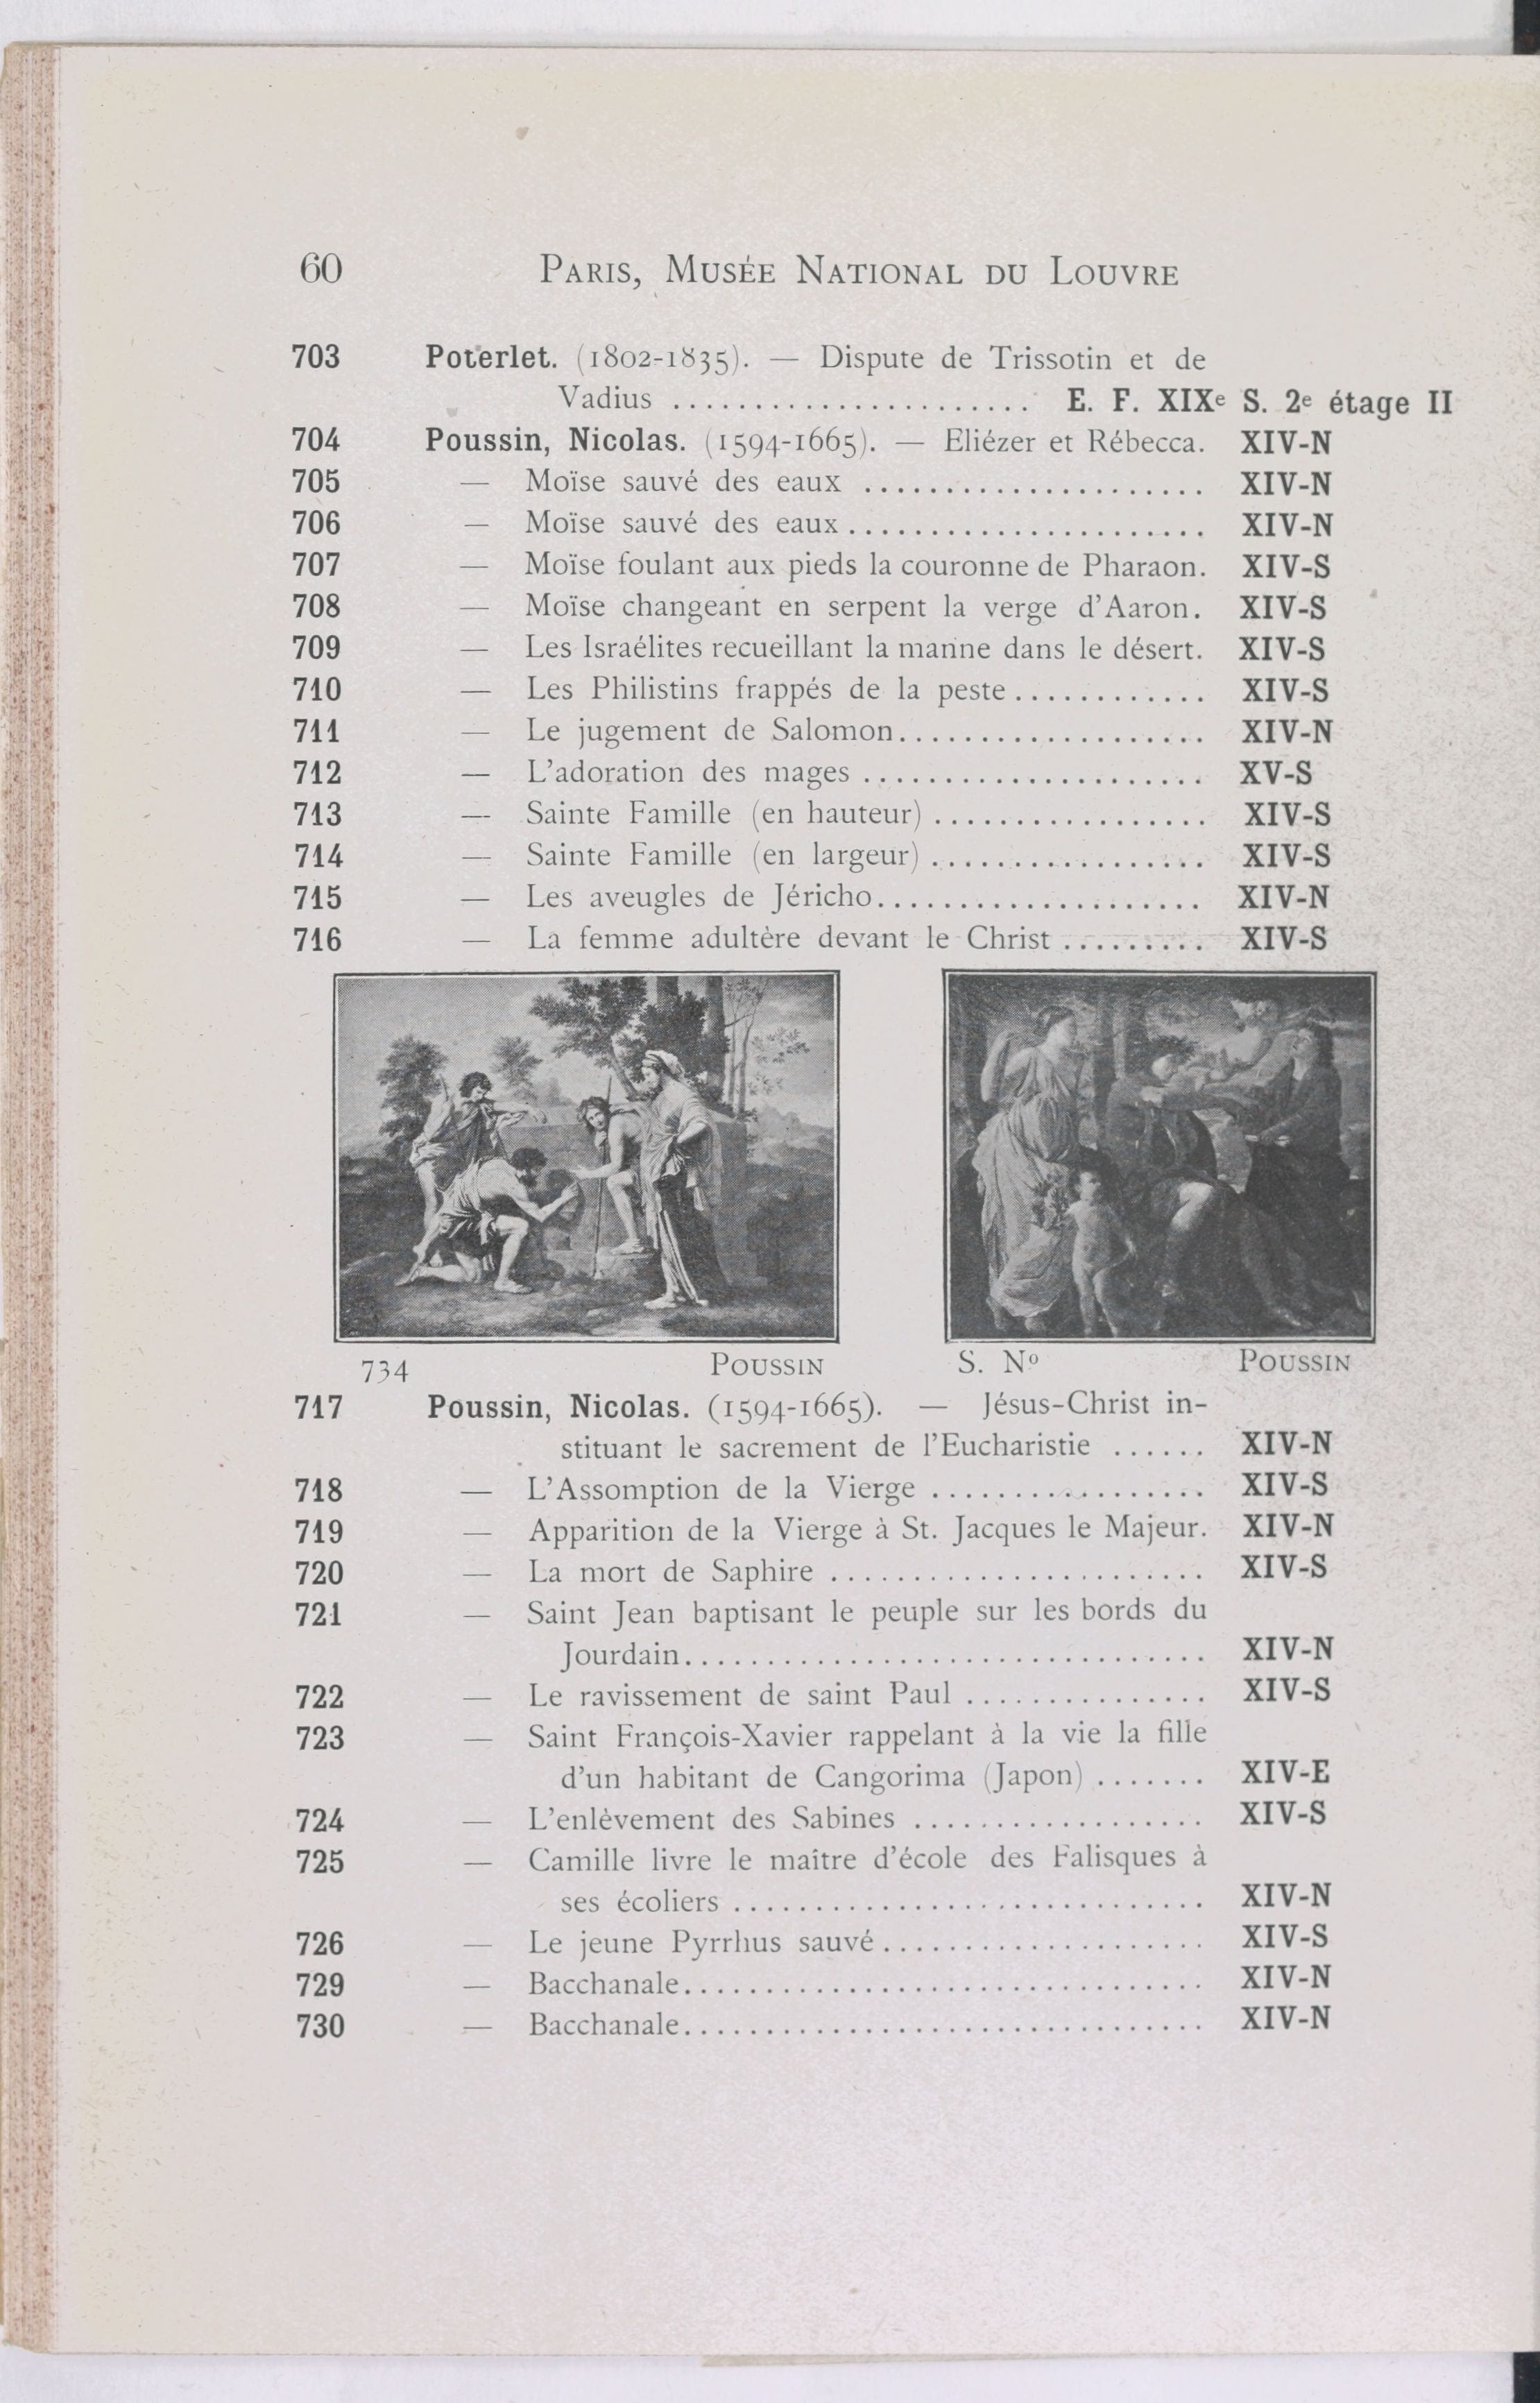 60 PARIS, MUSÉE NATIONAL DU LOUVRE
703 Poterlet. (1802-1835). — Dispute de Trissotin et de
Vadius ...................... E. F. XIXe S. 2e étage II
704 Poussin, Nicolas. (1594-1665). — Eliézer et Rébecca. XIV-N
705 — Moïse sauvé des eaux ..................... XIV-N
706 — Moïse sauvé des eaux...................... XIV-N
707 — Moïse foulant aux pieds la couronne de Pharaon. XIV-S
708 — Moïse changeant en serpent la verge d'Aaron. XIV-S
709 — Les Israélites recueillant la manne dans le désert. XIV-S
710 — Les Philistins frappés de la peste............ XIV-S
711 — Le jugement de Salomon................... XIV-N
712 — L'adoration des mages ..................... XV-S
713 — Sainte Famille (en hauteur) ................. XIV-S
714 — Sainte Famille (en largeur) ................. XIV-S
715 — Les aveugles de Jéricho.................... XIV-N
716 — La femme adultère devant le Christ ......... XIV-S
734 POUSSIN
S. No POUSSIN
717 Poussin, Nicolas. (1594-1665). — Jésus-Christ in-
stituant le sacrement de l'Eucharistie ...... XIV-N
718 — L'Assomption de la Vierge ................. XIV-S
719 — Apparition de la Vierge à St. Jacques le Majeur. XIV-N
720 — La mort de Saphire ....................... XIV-S
721 — Saint Jean baptisant le peuple sur les bords du
Jourdain................................ XIV-N
722 — Le ravissement de saint Paul ............... XIV-S
723 — Saint François-Xavier rappelant à la vie la fille
d'un habitant de Cangorima (Japon) ....... XIV-E
724 — L'enlèvement des Sabines .................. XIV-S
725 — Camille livre le maître d'école des Falisques à
ses écoliers ............................. XIV-N
726 — Le jeune Pyrrhus sauvé.................... XIV-S
729 — Bacchanale................................ XIV-N
730 — Bacchanale................................ XIV-N